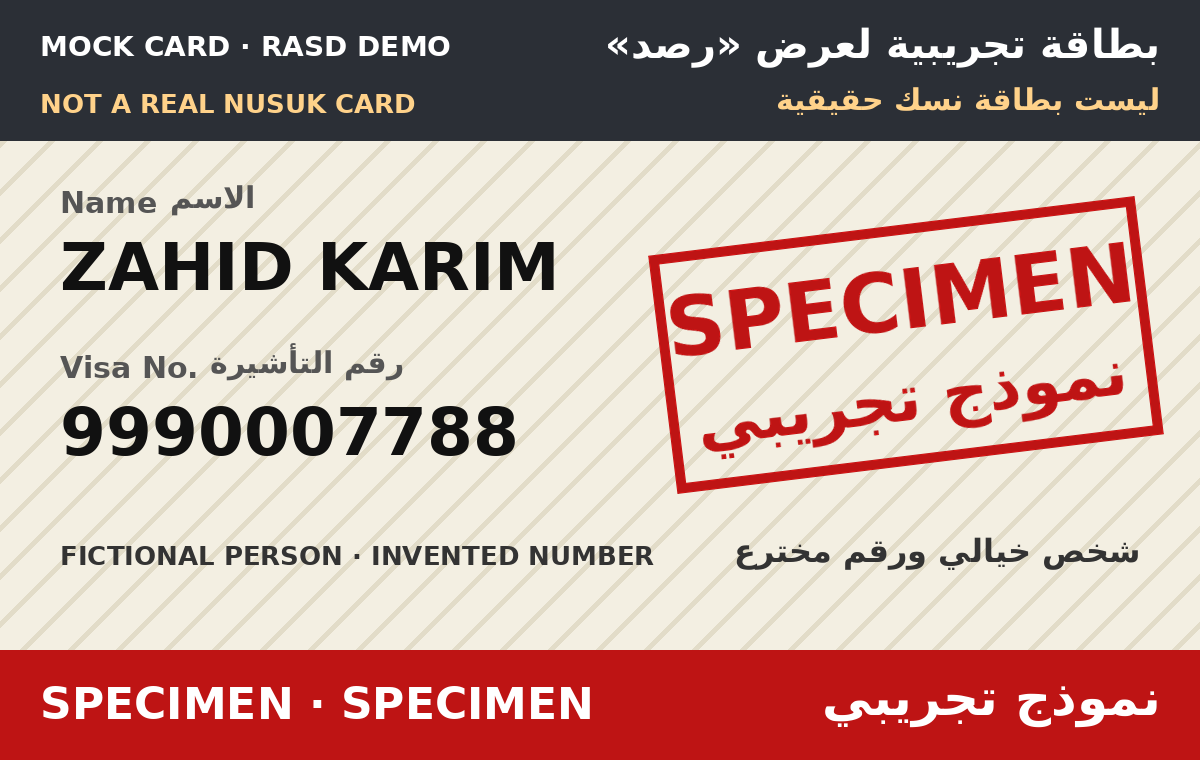 MOCK CARD · RASD DEMO
بطاقة تجريبية لعرض «رصد»
NOT A REAL NUSUK CARD
ليست بطاقة نسك حقيقية
Name الاسم
ZAHID KARIM
Visa No. رقم التأشيرة
9990007788
SPECIMEN
نموذج تجريبي
FICTIONAL PERSON · INVENTED NUMBER
شخص خيالي ورقم مخترع
SPECIMEN · SPECIMEN
نموذج تجريبي